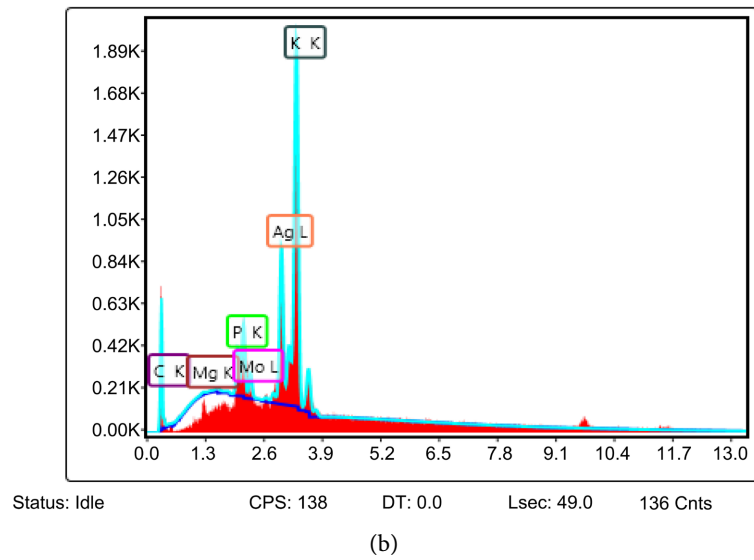 1.89K
K K
1.68K
1.47K
1.26K
1.05K
Ag L
0.84K
0.63K
P K
0.42K
C K Mg K Mo L
0.21K
0.00K
0.0 1.3 2.6 3.9 5.2 6.5 7.8 9.1 10.4 11.7 13.0
Status: Idle CPS: 138 DT: 0.0 Lsec: 49.0 136 Cnts
(b)